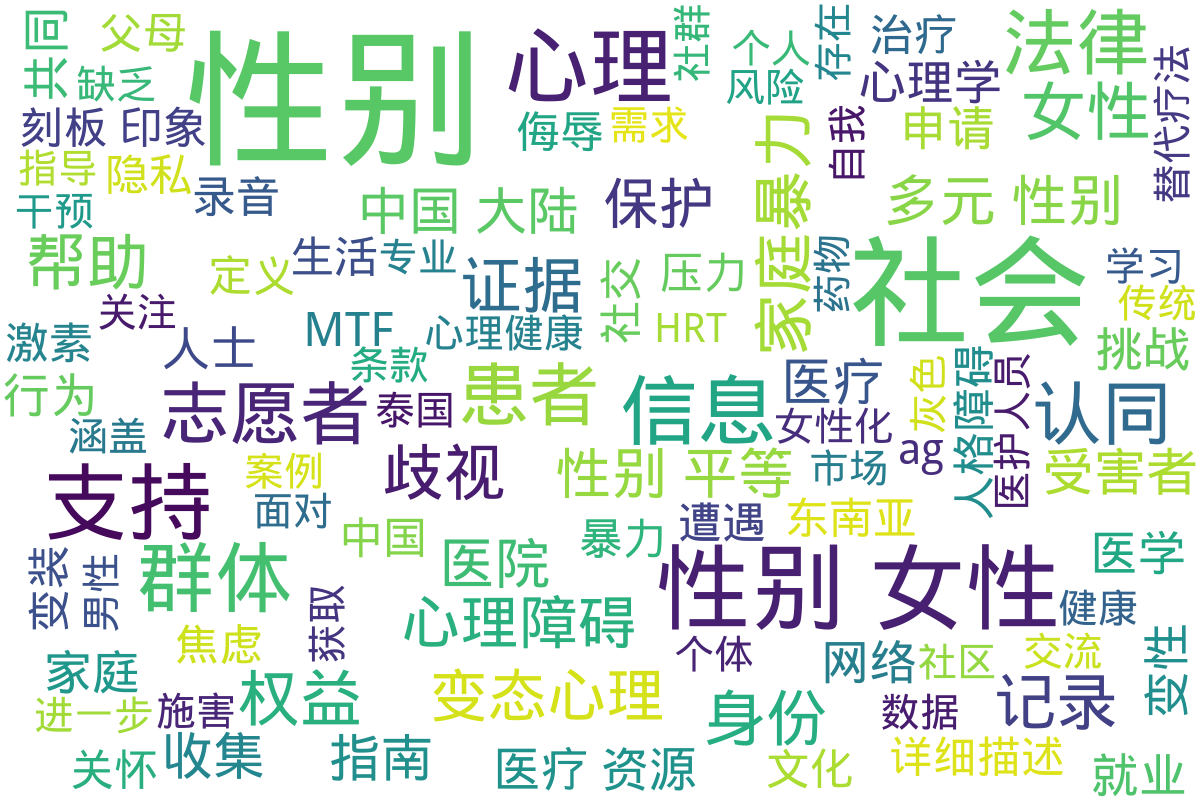 共同
父母
性别
心理
社群
个人
存在
治疗
法律
缺乏
风险
心理学
女性
替代疗法
刻板 印象
侮辱
需求
家庭暴力
自我
申请
指导
隐私
录音
中国 大陆
保护
多元 性别
干预
帮助
定义
生活
专业
证据
社交
压力
药物
社会
学习
关注
传统
激素
人士
MTF
心理健康
HRT
挑战
行为
条款
志愿者
泰国
患者
信息
医疗
灰色
人格障碍
医护 人员
认同
女性化
涵盖
案例
歧视
性别 平等
市场
ag
受害者
支持
面对
中国
暴力
遭遇
东南亚
变装
男性
群体
医院
性别 女性
医学
获取
心理障碍
健康
焦虑
个体
网络
社区
交流
变性
家庭
权益
变态心理
身份
记录
进一步
施害
数据
关怀
收集
指南
医疗 资源
文化
详细描述
就业